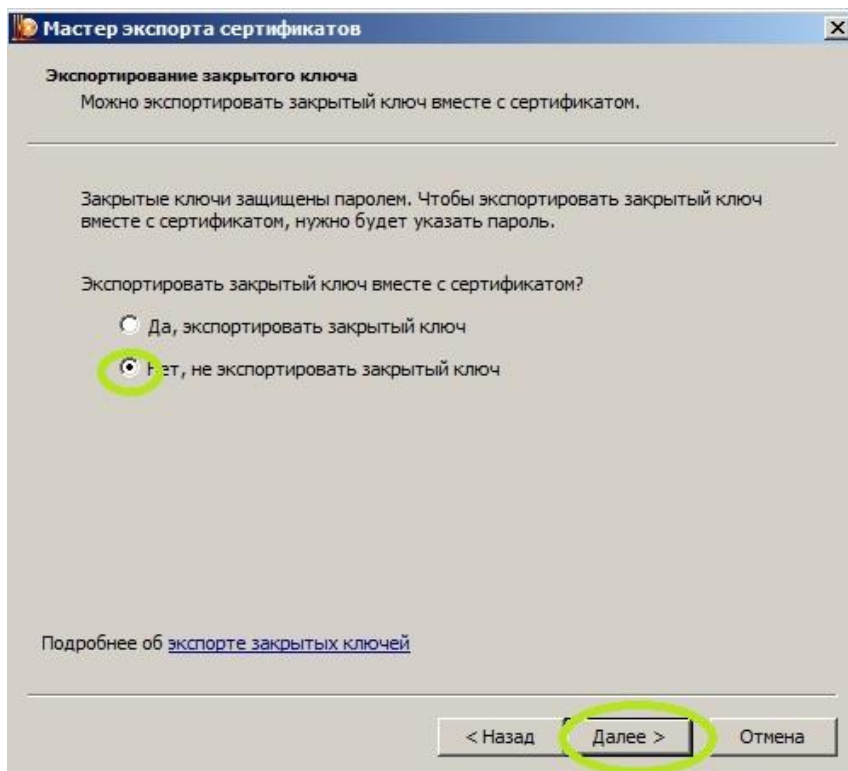 Мастер экспорта сертификатов
Экспортирование закрытого ключа
Можно экспортировать закрытый ключ вместе с сертификатом.
Закрытые ключи защищены паролем. Чтобы экспортировать закрытый ключ
вместе с сертификатом, нужно будет указать пароль.
Экспортировать закрытый ключ вместе с сертификатом?
Да, экспортировать закрытый ключ
Нет, не экспортировать закрытый ключ
Подробнее об экспорте закрытых ключей
< Назад Далее > Отмена